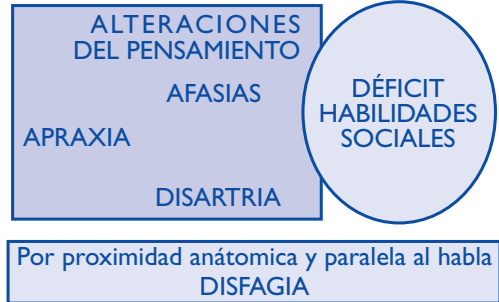 ALTERACIONES
DEL PENSAMIENTO
AFASIAS
APRAXIA
DISARTRIA
DÉFICIT
HABILIDADES
SOCIALES
Por proximidad anátomica y paralela al habla
DISFAGIA